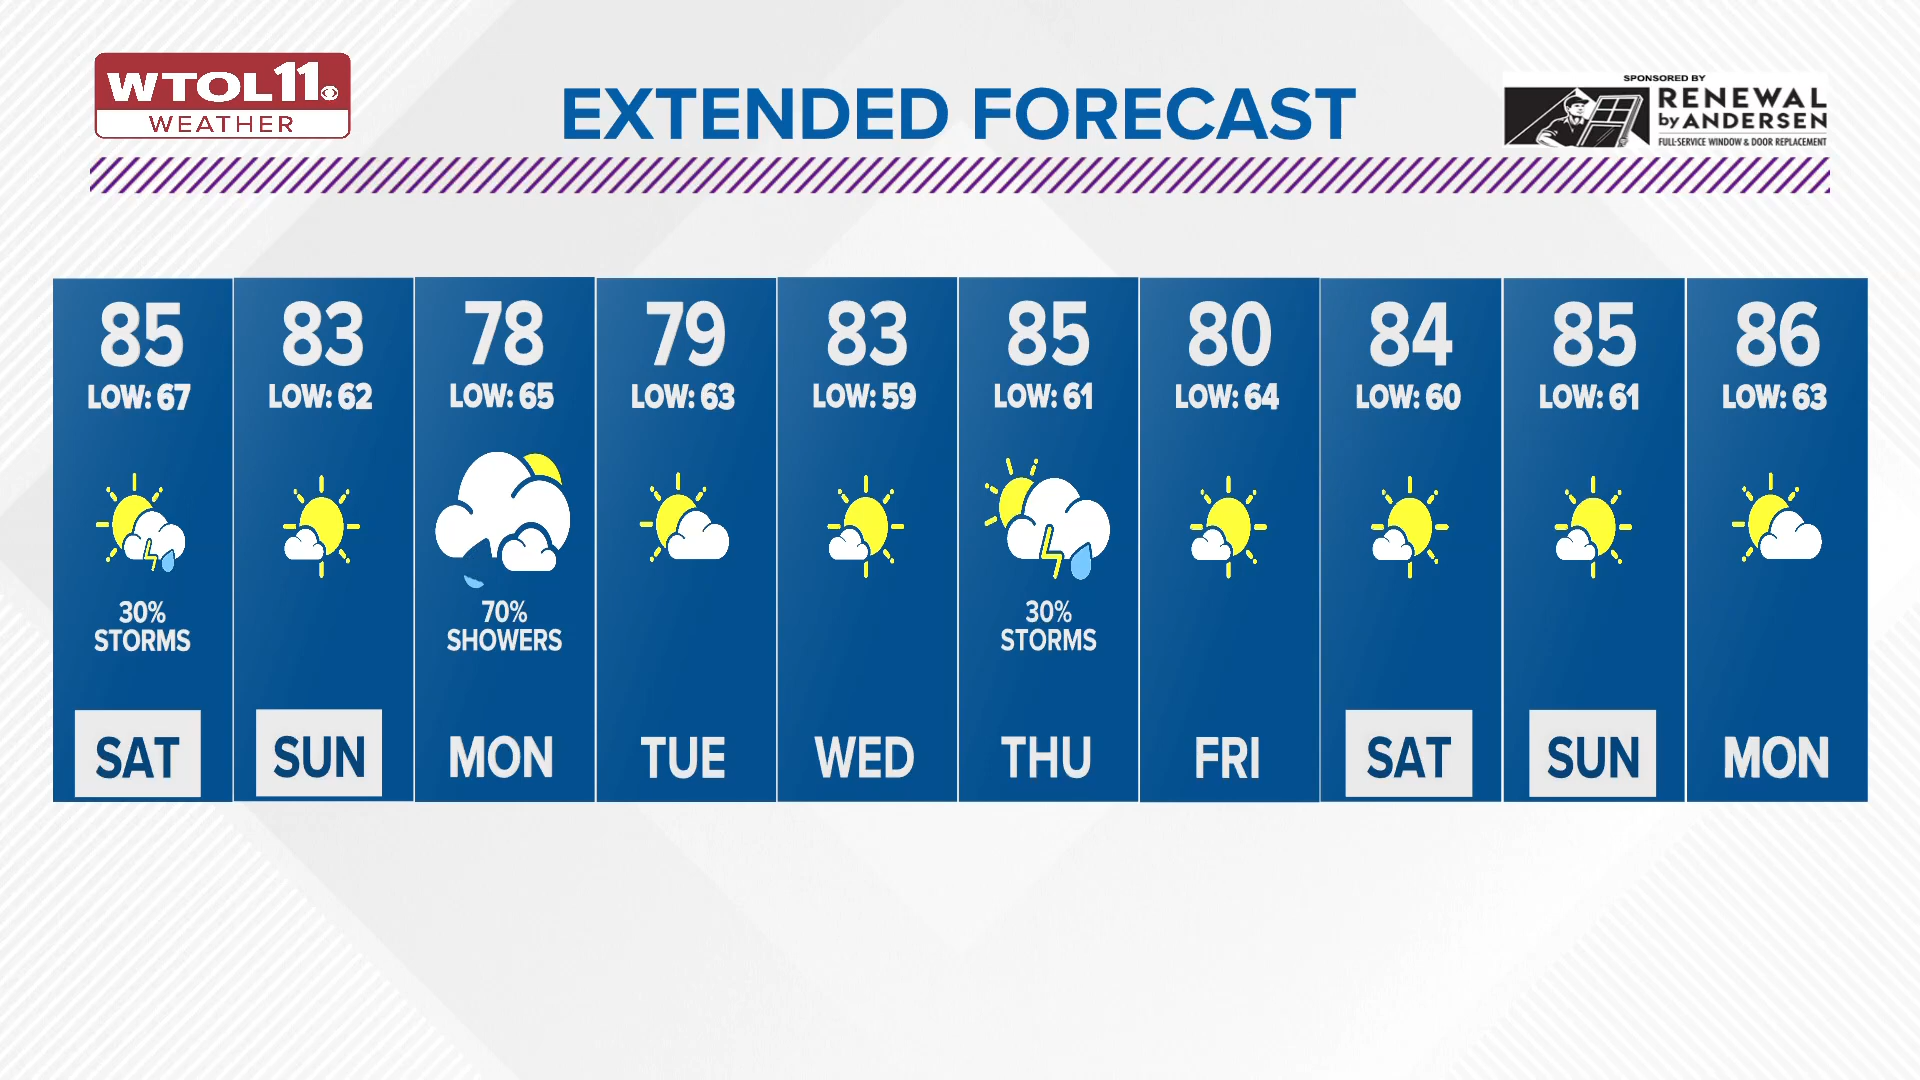 WTOL11
WEATHER
EXTENDED FORECAST
SPONSORED BY
RENEWAL
by ANDERSEN
FULL-SERVICE WINDOW & DOOR REPLACEMENT
85
LOW: 67
30%
STORMS
SAT
83
LOW: 62
SUN
78
LOW: 65
70%
SHOWERS
MON
79
LOW: 63
TUE
83
LOW: 59
WED
85
LOW: 61
30%
STORMS
THU
80
LOW: 64
FRI
84
LOW: 60
SAT
85
LOW: 61
SUN
86
LOW: 63
MON